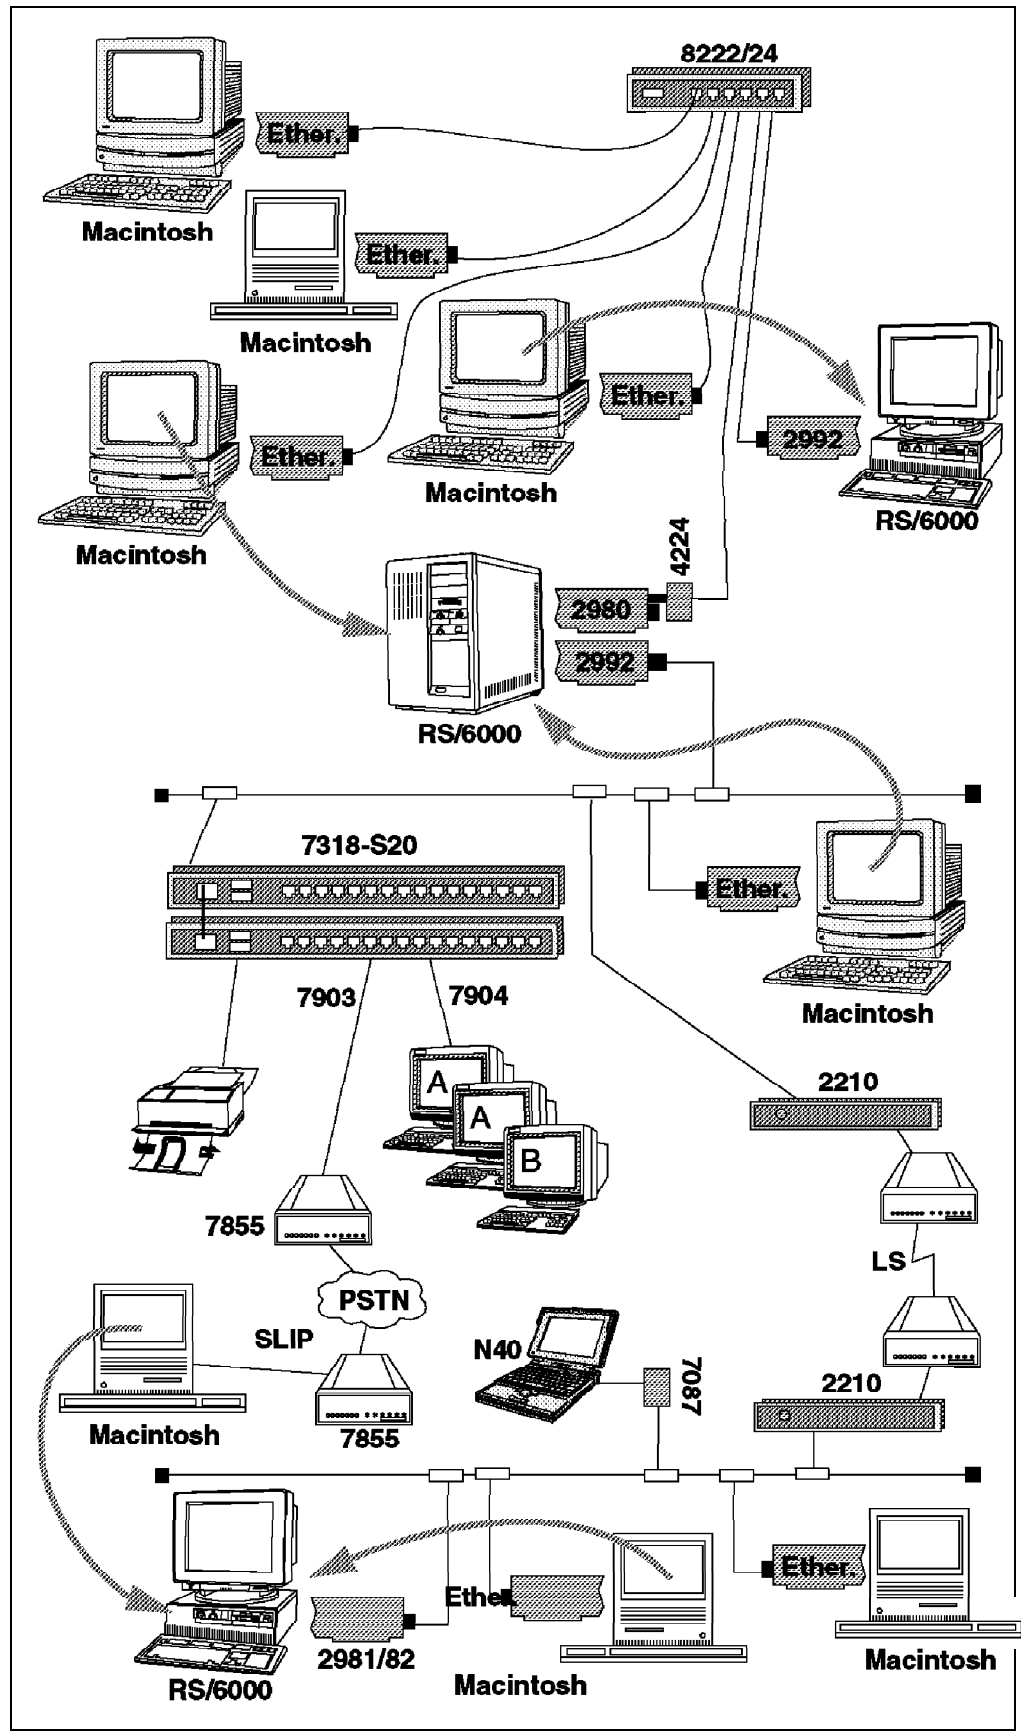 8222/24
Ether.
Macintosh
Ether.
Macintosh
Ether.
2992
Ether.
Macintosh
RS/6000
Macintosh
4224
2980
2992
RS/6000
7318-S20
Ether.
Macintosh
7903
7904
A
A
B
2210
7855
LS
PSTN
SLIP
N40
7087
2210
Macintosh
7855
Ether.
Ether.
2981/82
Macintosh
Macintosh
RS/6000